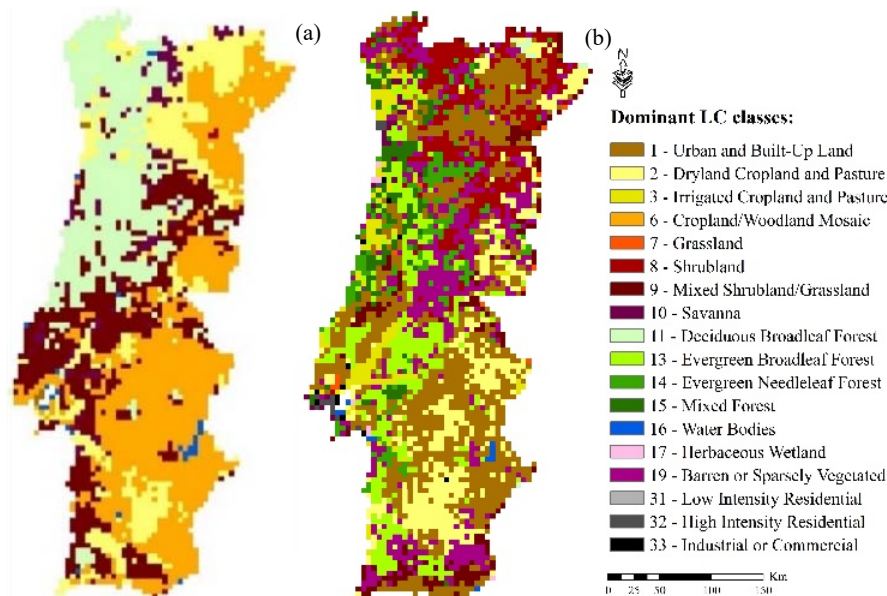 (a)
(b)
N
Dominant LC classes:
1 - Urban and Built-Up Land
2 - Dryland Cropland and Pasture
3 - Irrigated Cropland and Pasture
6 - Cropland/Woodland Mosaic
7 - Grassland
8 - Shrubland
9 - Mixed Shrubland/Grassland
10 - Savanna
11 - Deciduous Broadleaf Forest
13 - Evergreen Broadleaf Forest
14 - Evergreen Needleleaf Forest
15 - Mixed Forest
16 - Water Bodies
17 - Herbaceous Wetland
19 - Barren or Sparsely Vegetated
31 - Low Intensity Residential
32 - High Intensity Residential
33 - Industrial or Commercial
Km
0 25 50 100 150